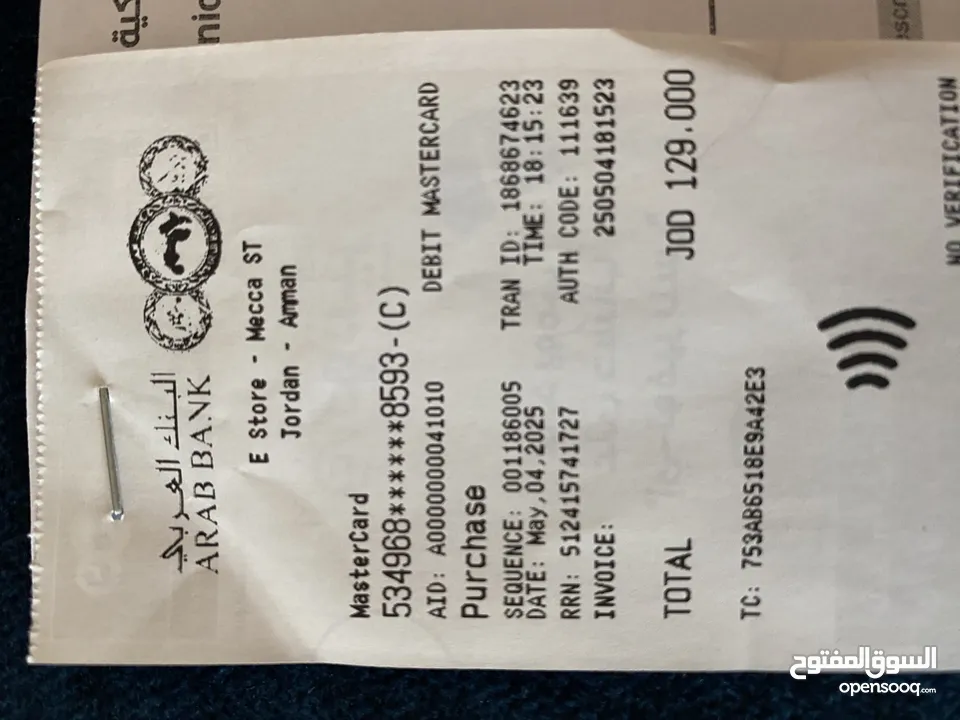 البنك العربي
ARAB BANK
E Store - Mecca ST
Jordan - Amman
MasterCard
534968******8593-(C)
AID: A0000000041010 DEBIT MASTERCARD
Purchase
SEQUENCE: 001186005 TRAN ID: 1868674623
DATE: May,04,2025 TIME: 18:15:23
RRN: 512415741727 AUTH CODE: 111639
INVOICE: 250504181523
TOTAL JOD 129.000
TC: 753AB6518E9A42E3
NO VERIFICATION
السوق المفتوح
opensooq.com